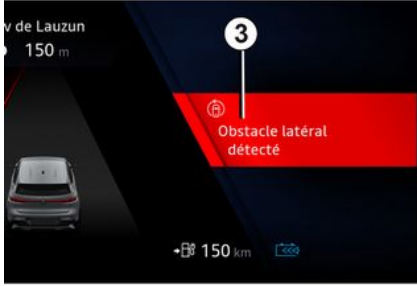 v de Lauzun
150 m
3
Obstacle latéral
détecté
150 km